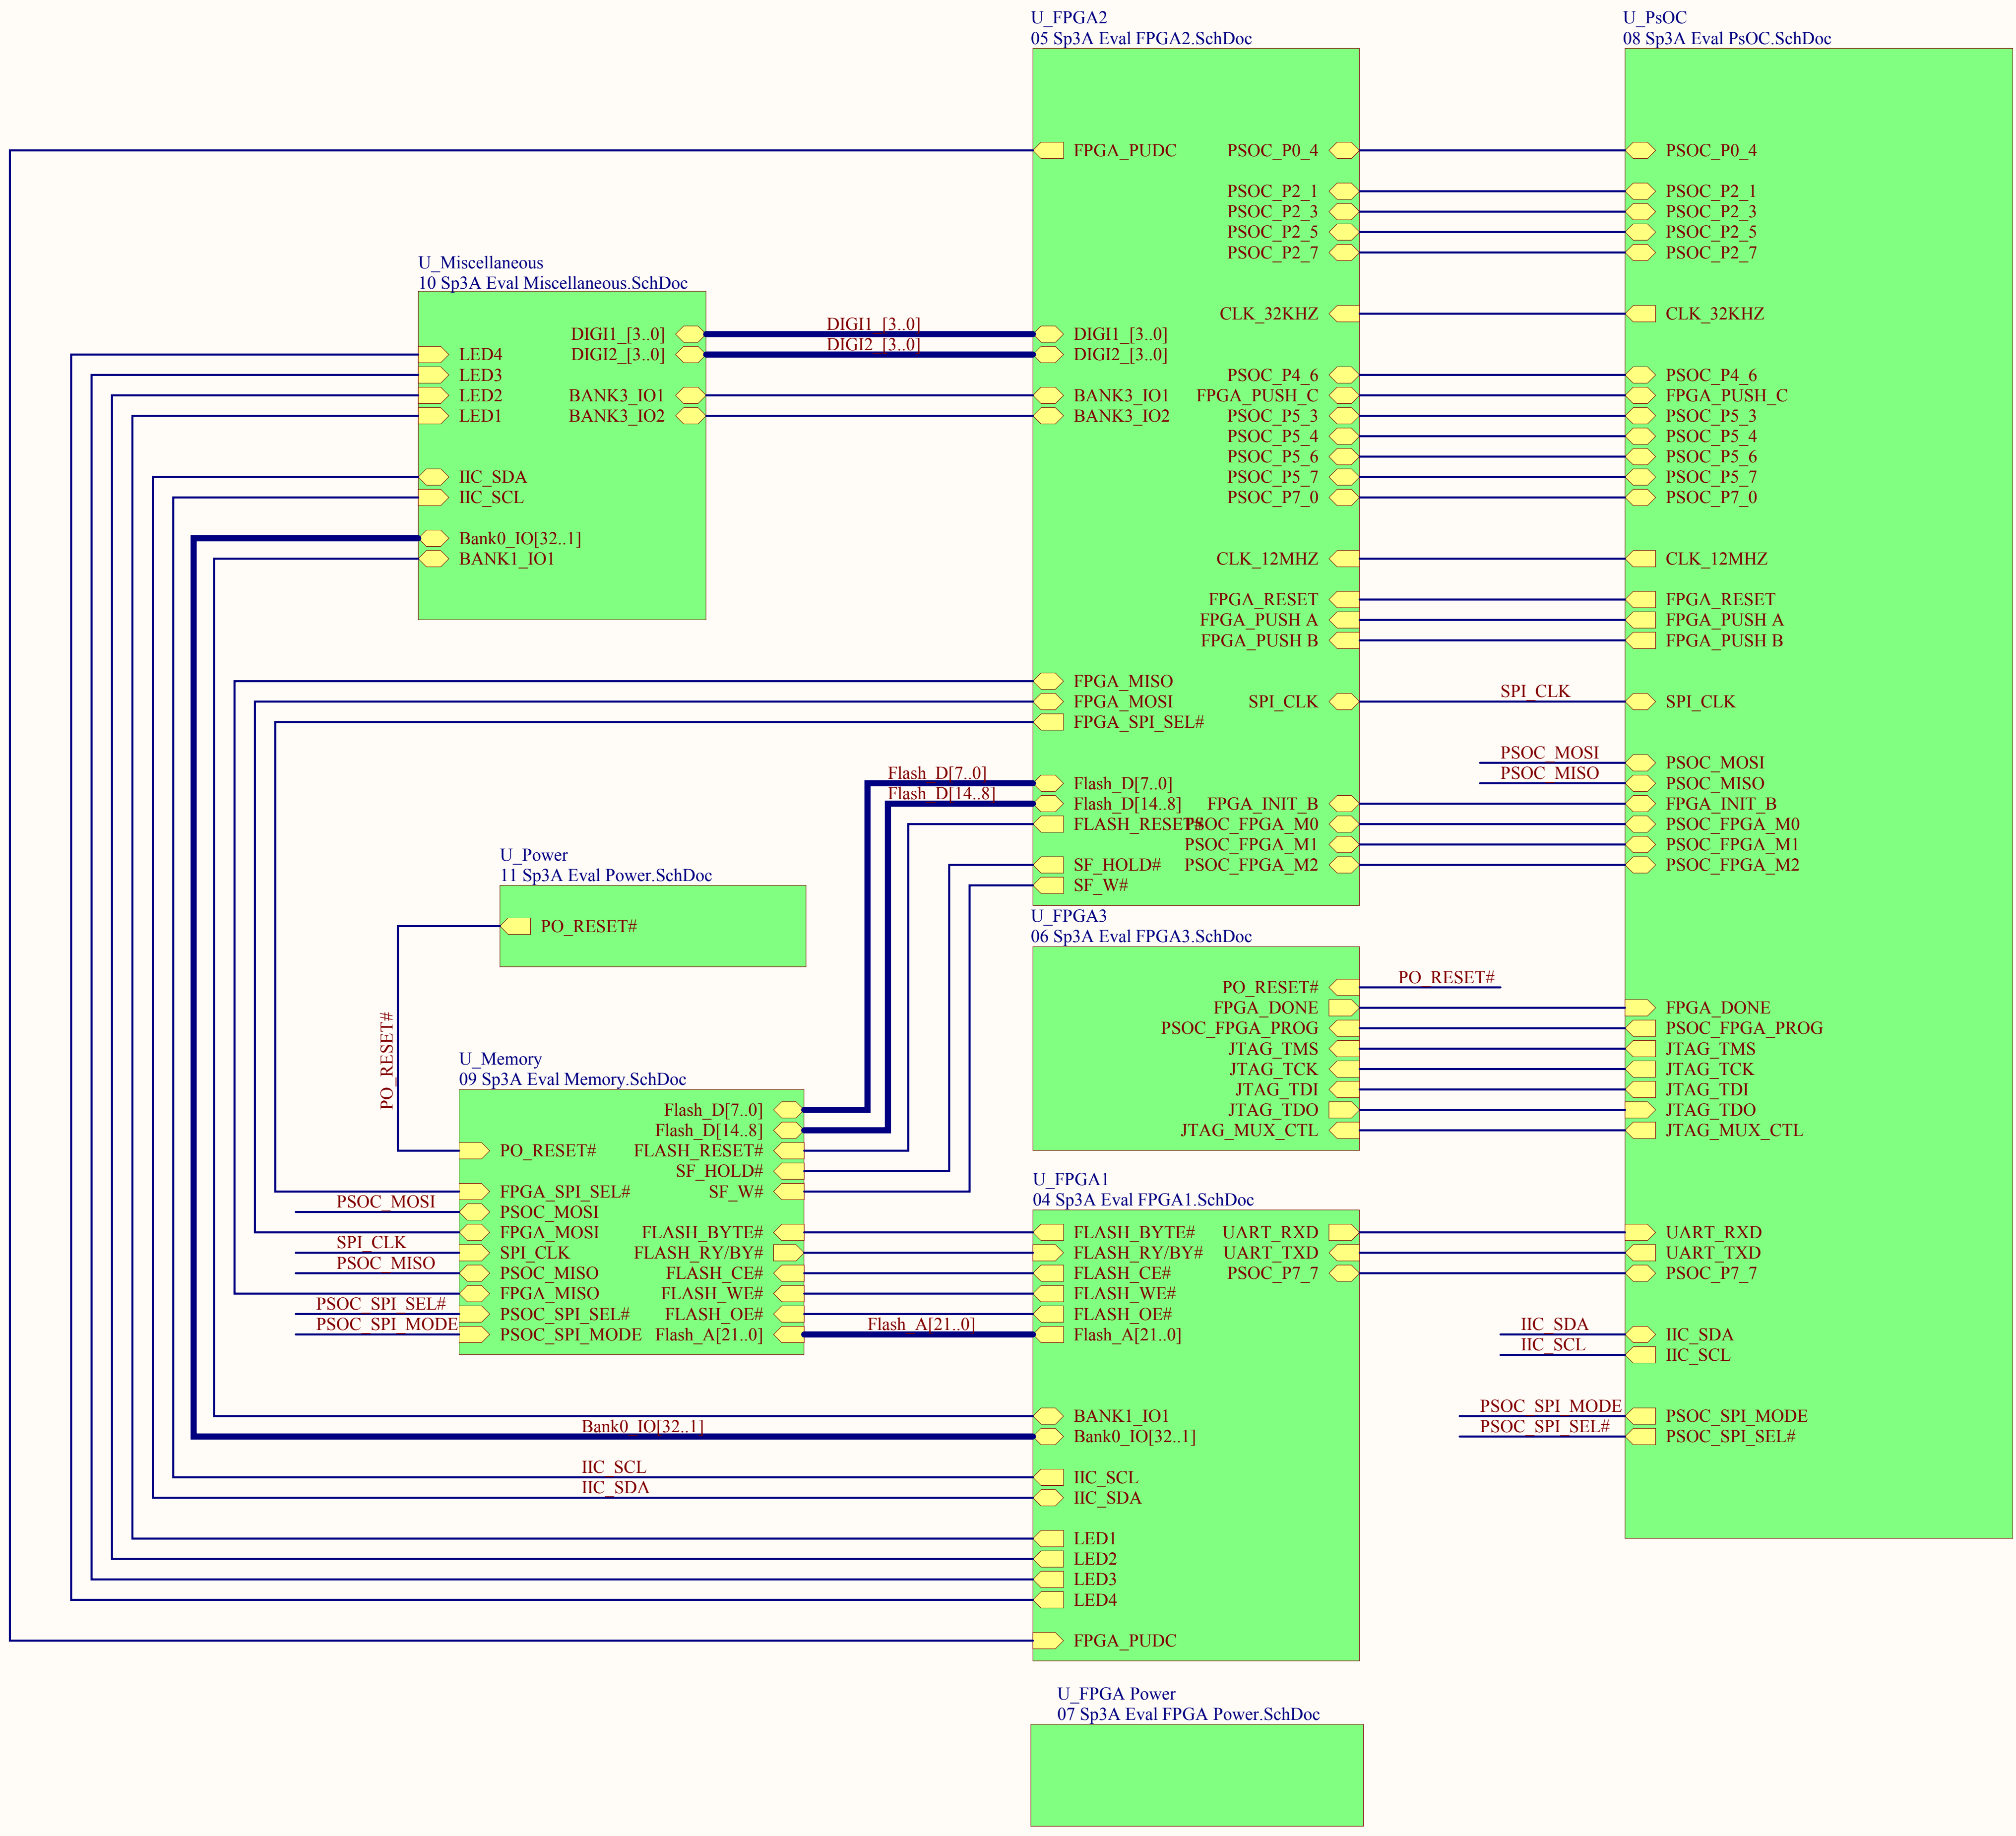 U_FPGA2
05 Sp3A Eval FPGA2.SchDoc
FPGA_PUDC
DIGI1_[3..0]
DIGI2_[3..0]
BANK3_IO1
BANK3_IO2
FPGA_MISO
FPGA_MOSI
FPGA_SPI_SEL#
Flash_D[7..0]
Flash_D[14..8]
FLASH_RESET#
SF_HOLD#
SF_W#
PSOC_P0_4
PSOC_P2_1
PSOC_P2_3
PSOC_P2_5
PSOC_P2_7
CLK_32KHZ
PSOC_P4_6
FPGA_PUSH_C
PSOC_P5_3
PSOC_P5_4
PSOC_P5_6
PSOC_P5_7
PSOC_P7_0
CLK_12MHZ
FPGA_RESET
FPGA_PUSH A
FPGA_PUSH B
SPI_CLK
FPGA_INIT_B
PSOC_FPGA_M0
PSOC_FPGA_M1
PSOC_FPGA_M2
U_PsOC
08 Sp3A Eval PsOC.SchDoc
PSOC_P0_4
PSOC_P2_1
PSOC_P2_3
PSOC_P2_5
PSOC_P2_7
CLK_32KHZ
PSOC_P4_6
FPGA_PUSH_C
PSOC_P5_3
PSOC_P5_4
PSOC_P5_6
PSOC_P5_7
PSOC_P7_0
CLK_12MHZ
FPGA_RESET
FPGA_PUSH A
FPGA_PUSH B
SPI_CLK
SPI_CLK
PSOC_MOSI
PSOC_MOSI
PSOC_MISO
PSOC_MISO
FPGA_INIT_B
PSOC_FPGA_M0
PSOC_FPGA_M1
PSOC_FPGA_M2
FPGA_DONE
PSOC_FPGA_PROG
JTAG_TMS
JTAG_TCK
JTAG_TDI
JTAG_TDO
JTAG_MUX_CTL
UART_RXD
UART_TXD
PSOC_P7_7
IIC_SDA
IIC_SDA
IIC_SCL
IIC_SCL
PSOC_SPI_MODE
PSOC_SPI_MODE
PSOC_SPI_SEL#
PSOC_SPI_SEL#
U_Miscellaneous
10 Sp3A Eval Miscellaneous.SchDoc
DIGI1_[3..0]
DIGI2_[3..0]
BANK3_IO1
BANK3_IO2
LED4
LED3
LED2
LED1
IIC_SDA
IIC_SCL
Bank0_IO[32..1]
BANK1_IO1
DIGI1_[3..0]
DIGI2_[3..0]
Flash_D[7..0]
Flash_D[14..8]
U_Power
11 Sp3A Eval Power.SchDoc
PO_RESET#
PO_RESET#
U_FPGA3
06 Sp3A Eval FPGA3.SchDoc
PO_RESET#
PO_RESET#
FPGA_DONE
PSOC_FPGA_PROG
JTAG_TMS
JTAG_TCK
JTAG_TDI
JTAG_TDO
JTAG_MUX_CTL
U_Memory
09 Sp3A Eval Memory.SchDoc
Flash_D[7..0]
Flash_D[14..8]
FLASH_RESET#
SF_HOLD#
SF_W#
FLASH_BYTE#
FLASH_RY/BY#
FLASH_CE#
FLASH_WE#
FLASH_OE#
Flash_A[21..0]
PO_RESET#
FPGA_SPI_SEL#
PSOC_MOSI
PSOC_MOSI
FPGA_MOSI
SPI_CLK
SPI_CLK
PSOC_MISO
PSOC_MISO
FPGA_MISO
PSOC_SPI_SEL#
PSOC_SPI_SEL#
PSOC_SPI_MODE
PSOC_SPI_MODE
Flash_A[21..0]
U_FPGA1
04 Sp3A Eval FPGA1.SchDoc
FLASH_BYTE#
FLASH_RY/BY#
FLASH_CE#
FLASH_WE#
FLASH_OE#
Flash_A[21..0]
UART_RXD
UART_TXD
PSOC_P7_7
BANK1_IO1
Bank0_IO[32..1]
Bank0_IO[32..1]
IIC_SCL
IIC_SCL
IIC_SDA
IIC_SDA
LED1
LED2
LED3
LED4
FPGA_PUDC
U_FPGA Power
07 Sp3A Eval FPGA Power.SchDoc